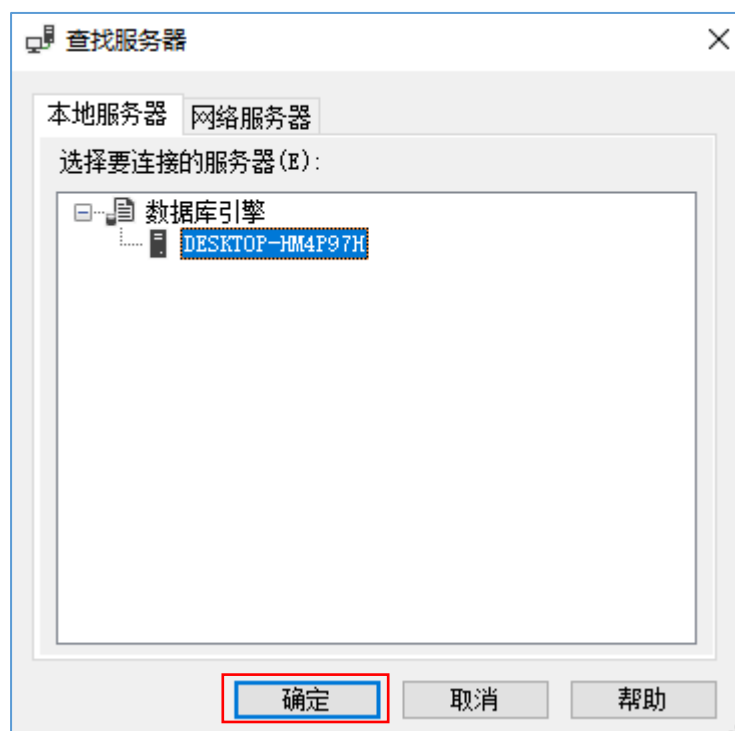 查找服务器
本地服务器 网络服务器
选择要连接的服务器(E):
数据库引擎
DESKTOP-HM4P97H
确定 取消 帮助